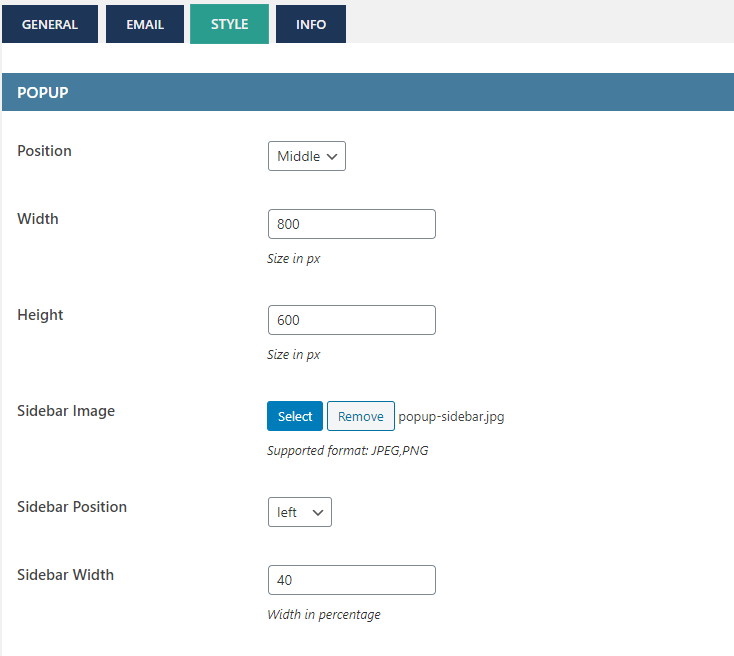 GENERAL EMAIL STYLE INFO
POPUP
Position Middle
Width 800
Size in px
Height 600
Size in px
Sidebar Image Select Remove popup-sidebar.jpg
Supported format: JPEG,PNG
Sidebar Position left
Sidebar Width 40
Width in percentage